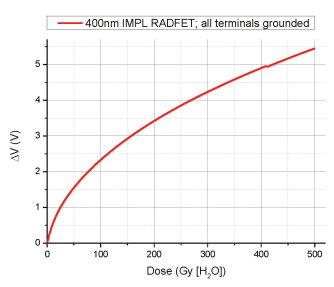 400nm IMPL RADFET; all terminals grounded
5
4
3
2
1
0
ΔV (V)
0 100 200 300 400 500
Dose (Gy [H₂O])